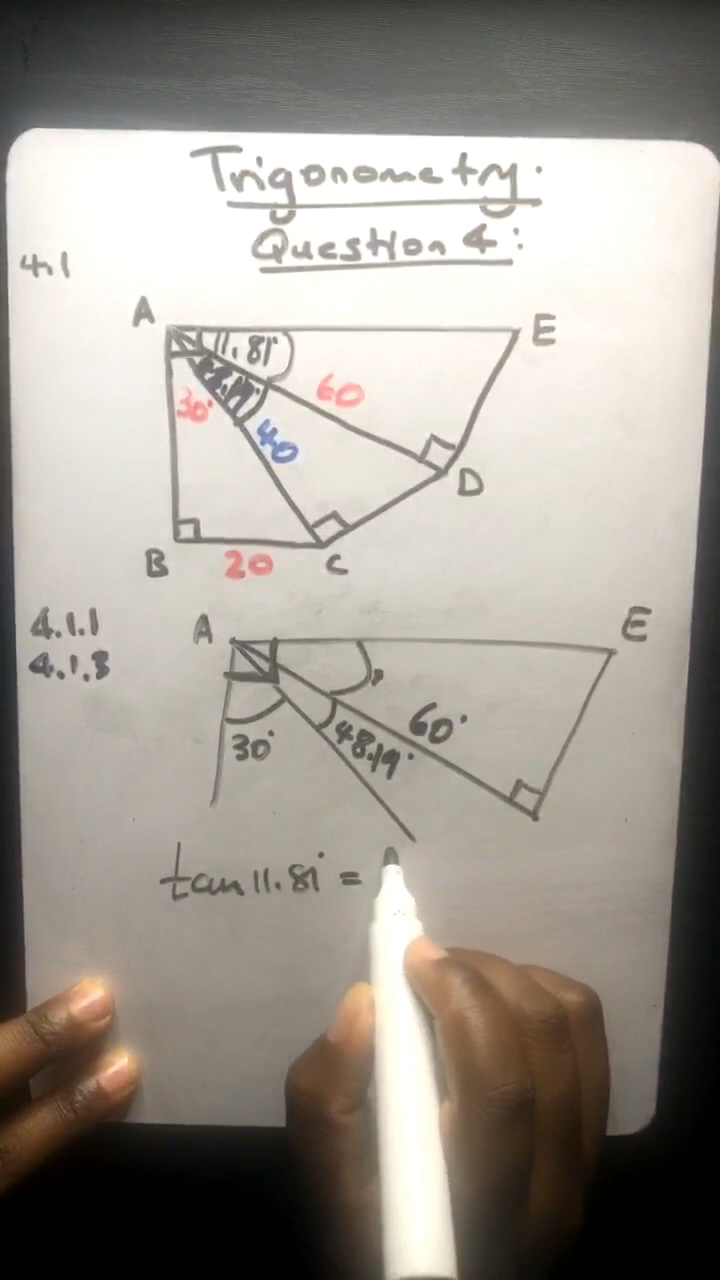 Trigonometry.
Question 4:
4.1
A
E
11.81°
48.19°
30°
60
40
D
B
20
C
4.1.1
4.1.3
A
E
30°
48.19°
60°
tan 11.81° =